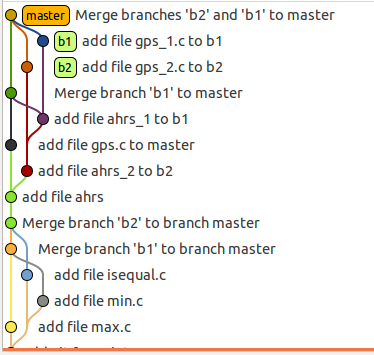 master Merge branches 'b2' and 'b1' to master
b1 add file gps_1.c to b1
b2 add file gps_2.c to b2
Merge branch 'b1' to master
add file ahrs_1 to b1
add file gps.c to master
add file ahrs_2 to b2
add file ahrs
Merge branch 'b2' to branch master
Merge branch 'b1' to branch master
add file isequal.c
add file min.c
add file max.c